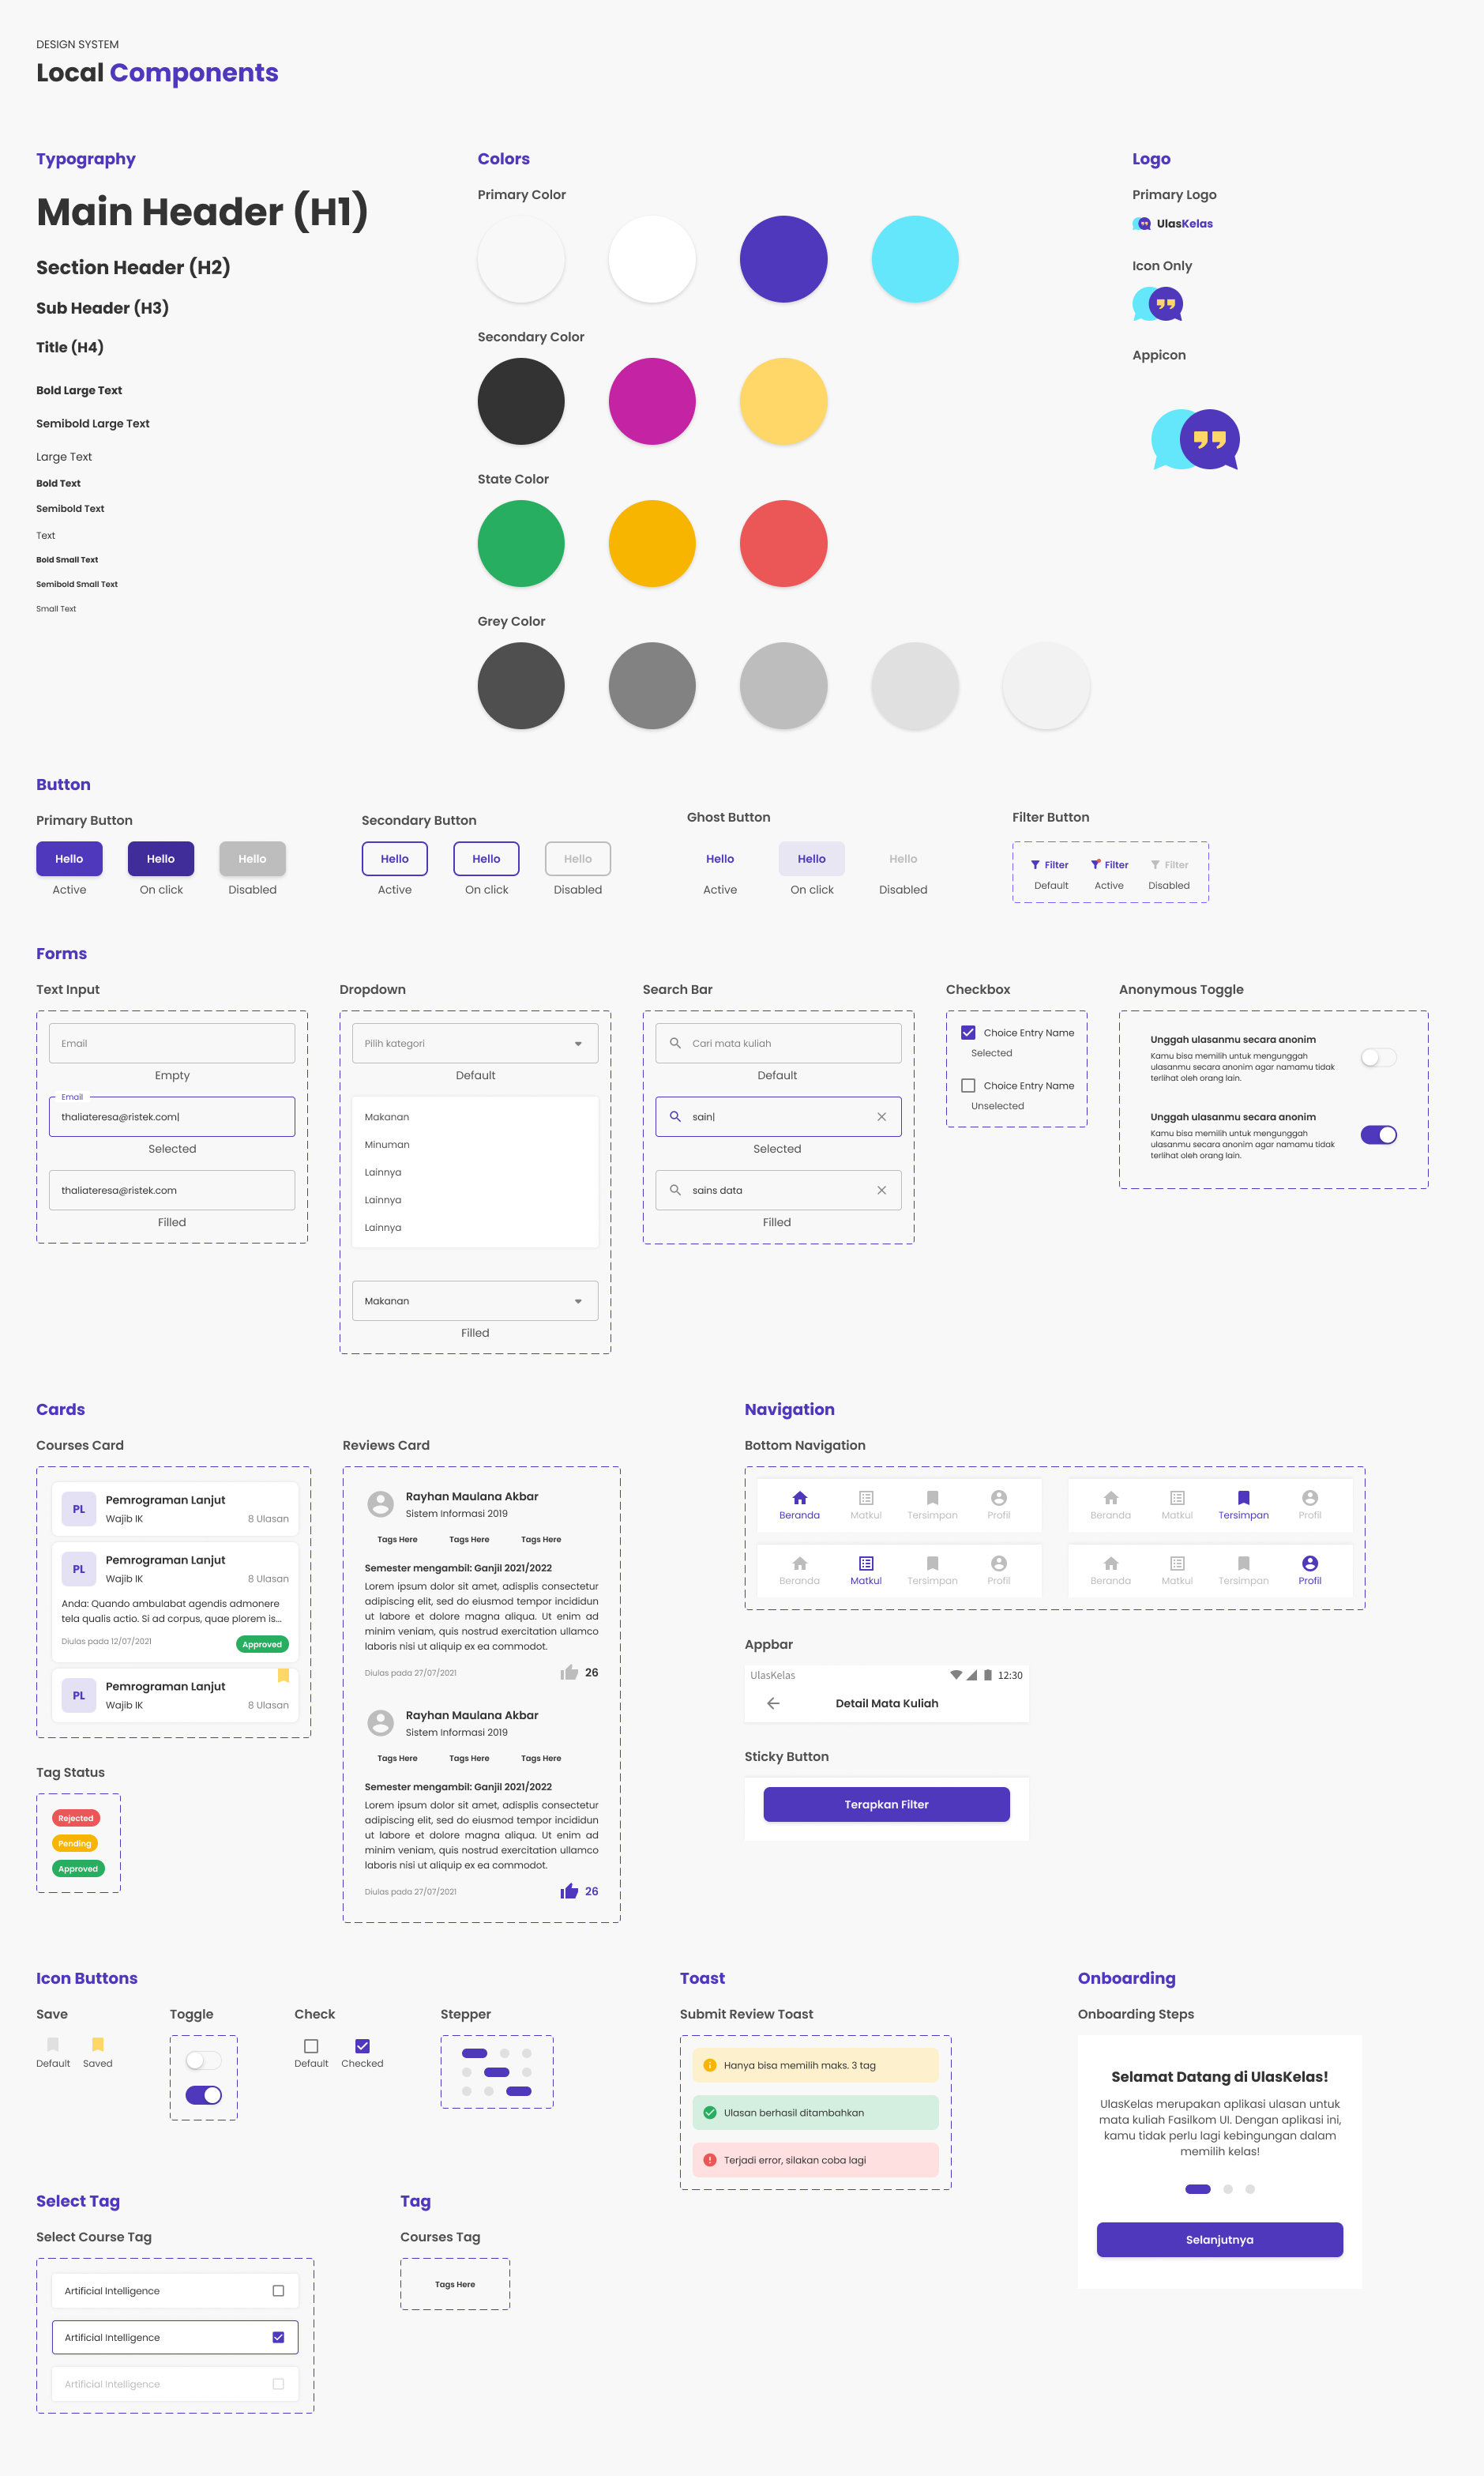 DESIGN SYSTEM
Local Components
Typography
Main Header (H1)
Section Header (H2)
Sub Header (H3)
Title (H4)
Bold Large Text
Semibold Large Text
Large Text
Bold Text
Semibold Text
Text
Bold Small Text
Semibold Small Text
Small Text
Colors
Primary Color
Secondary Color
State Color
Grey Color
Logo
Primary Logo
UlasKelas
Icon Only
Appicon
Button
Primary Button
Hello Hello Hello
Active On click Disabled
Secondary Button
Hello Hello Hello
Active On click Disabled
Ghost Button
Hello Hello Hello
Active On click Disabled
Filter Button
Filter Filter Filter
Default Active Disabled
Forms
Text Input
Email
Empty
Email
thaliateresa@ristek.com|
Selected
thaliateresa@ristek.com
Filled
Dropdown
Pilih kategori
Default
Makanan
Minuman
Lainnya
Lainnya
Lainnya
Makanan
Filled
Search Bar
Cari mata kuliah
Default
sain|
Selected
sains data
Filled
Checkbox
Choice Entry Name
Selected
Choice Entry Name
Unselected
Anonymous Toggle
Unggah ulasanmu secara anonim
Kamu bisa memilih untuk mengunggah
ulasanmu secara anonim agar namamu tidak
terlihat oleh orang lain.
Unggah ulasanmu secara anonim
Kamu bisa memilih untuk mengunggah
ulasanmu secara anonim agar namamu tidak
terlihat oleh orang lain.
Cards
Courses Card
PL
Pemrograman Lanjut
Wajib IK 8 Ulasan
PL
Pemrograman Lanjut
Wajib IK 8 Ulasan
Anda: Quando ambulabat agendis admonere
tela qualis actio. Si ad corpus, quae plorem is...
Diulas pada 12/07/2021 Approved
PL
Pemrograman Lanjut
Wajib IK 8 Ulasan
Tag Status
Rejected
Pending
Approved
Reviews Card
Rayhan Maulana Akbar
Sistem Informasi 2019
Tags Here Tags Here Tags Here
Semester mengambil: Ganjil 2021/2022
Lorem ipsum dolor sit amet, adisplis consectetur
adipiscing elit, sed do eiusmod tempor incididun
ut labore et dolore magna aliqua. Ut enim ad
minim veniam, quis nostrud exercitation ullamco
laboris nisi ut aliquip ex ea commodot.
Diulas pada 27/07/2021 26
Rayhan Maulana Akbar
Sistem Informasi 2019
Tags Here Tags Here Tags Here
Semester mengambil: Ganjil 2021/2022
Lorem ipsum dolor sit amet, adisplis consectetur
adipiscing elit, sed do eiusmod tempor incididun
ut labore et dolore magna aliqua. Ut enim ad
minim veniam, quis nostrud exercitation ullamco
laboris nisi ut aliquip ex ea commodot.
Diulas pada 27/07/2021 26
Navigation
Bottom Navigation
Beranda Matkul Tersimpan Profil
Beranda Matkul Tersimpan Profil
Beranda Matkul Tersimpan Profil
Beranda Matkul Tersimpan Profil
Appbar
UlasKelas 12:30
Detail Mata Kuliah
Sticky Button
Terapkan Filter
Icon Buttons
Save
Default Saved
Toggle
Check
Default Checked
Stepper
Toast
Submit Review Toast
Hanya bisa memilih maks. 3 tag
Ulasan berhasil ditambahkan
Terjadi error, silakan coba lagi
Onboarding
Onboarding Steps
Selamat Datang di UlasKelas!
UlasKelas merupakan aplikasi ulasan untuk
mata kuliah Fasilkom UI. Dengan aplikasi ini,
kamu tidak perlu lagi kebingungan dalam
memilih kelas!
Selanjutnya
Select Tag
Select Course Tag
Artificial Intelligence
Artificial Intelligence
Artificial Intelligence
Tag
Courses Tag
Tags Here